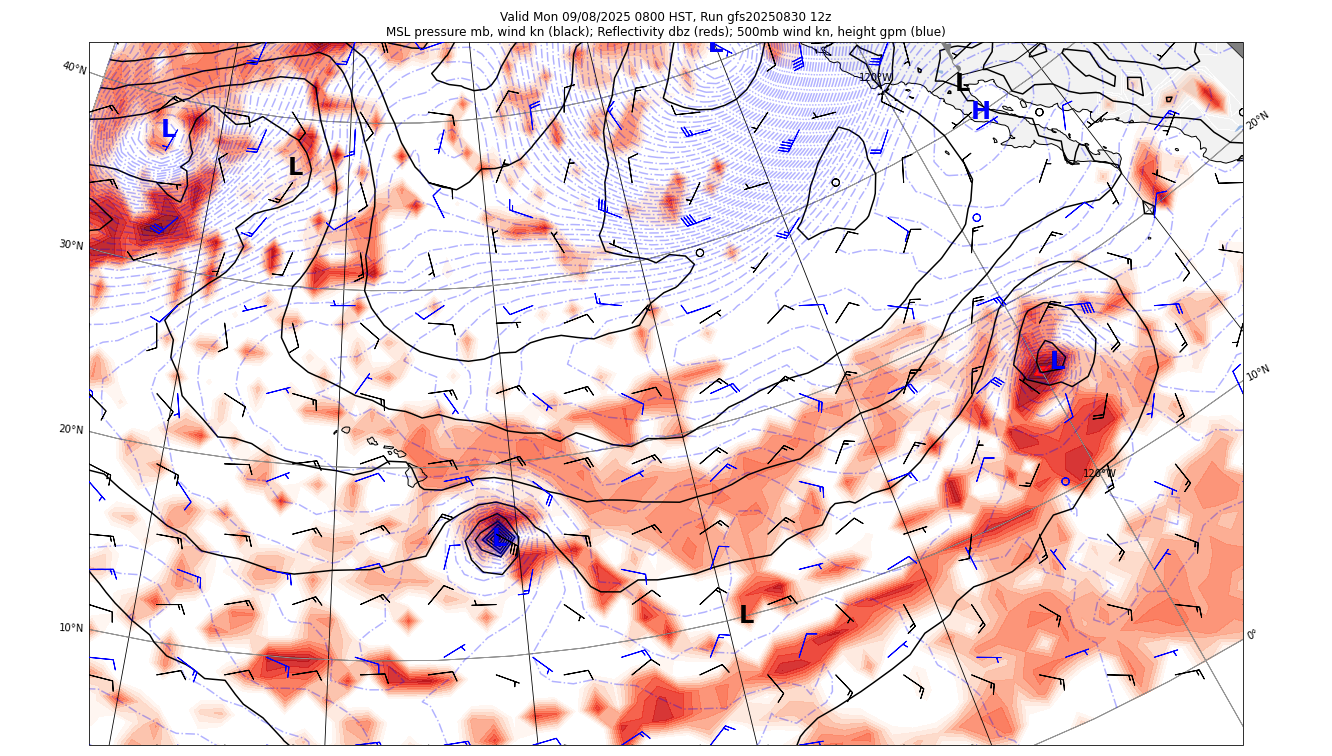 Valid Mon 09/08/2025 0800 HST, Run gfs20250830 12z
MSL pressure mb, wind kn (black); Reflectivity dbz (reds); 500mb wind kn, height gpm (blue)
L
40°N
120°W
L
H
20°N
L
L
30°N
L
10°N
20°N
120°W
L
L
10°N
0°